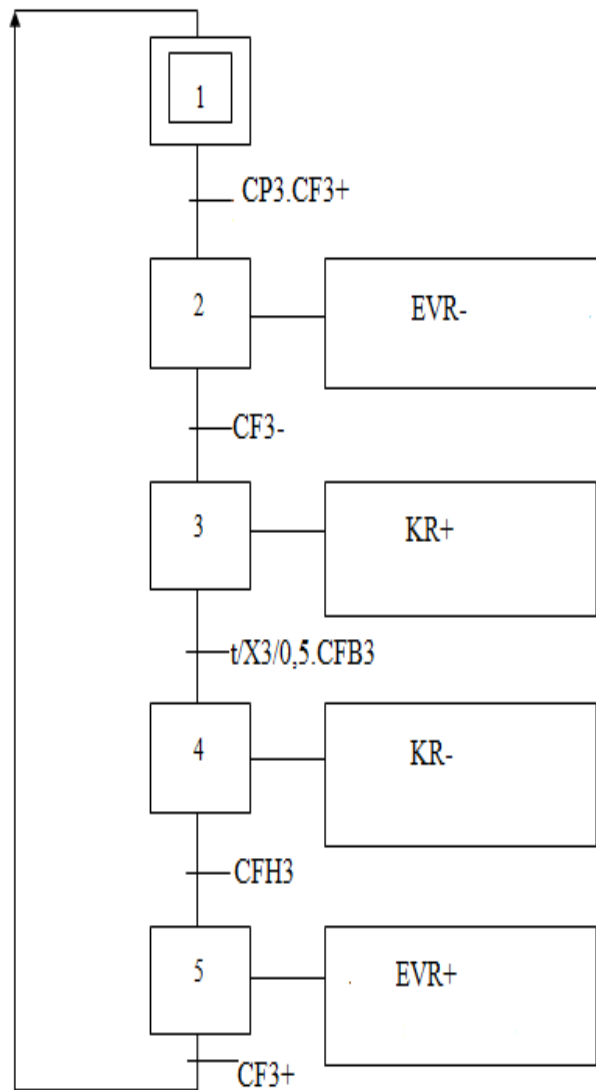 1
CP3.CF3+
2
EVR-
CF3-
3
KR+
t/X3/0,5.CFB3
4
KR-
CFH3
5
EVR+
CF3+